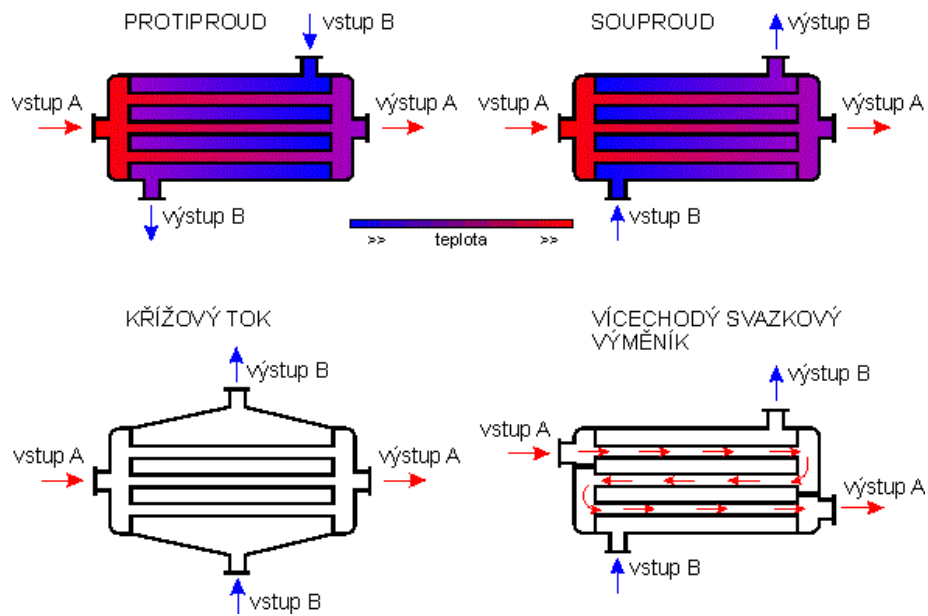 PROTIPROUD
vstup B
vstup A
výstup A
výstup B
SOUPROUD
výstup B
vstup A
výstup A
vstup B
>> teplota >>
KŘÍŽOVÝ TOK
výstup B
vstup A
výstup A
vstup B
VÍCECHODÝ SVAZKOVÝ
VÝMĚNÍK
výstup B
vstup A
výstup A
vstup B